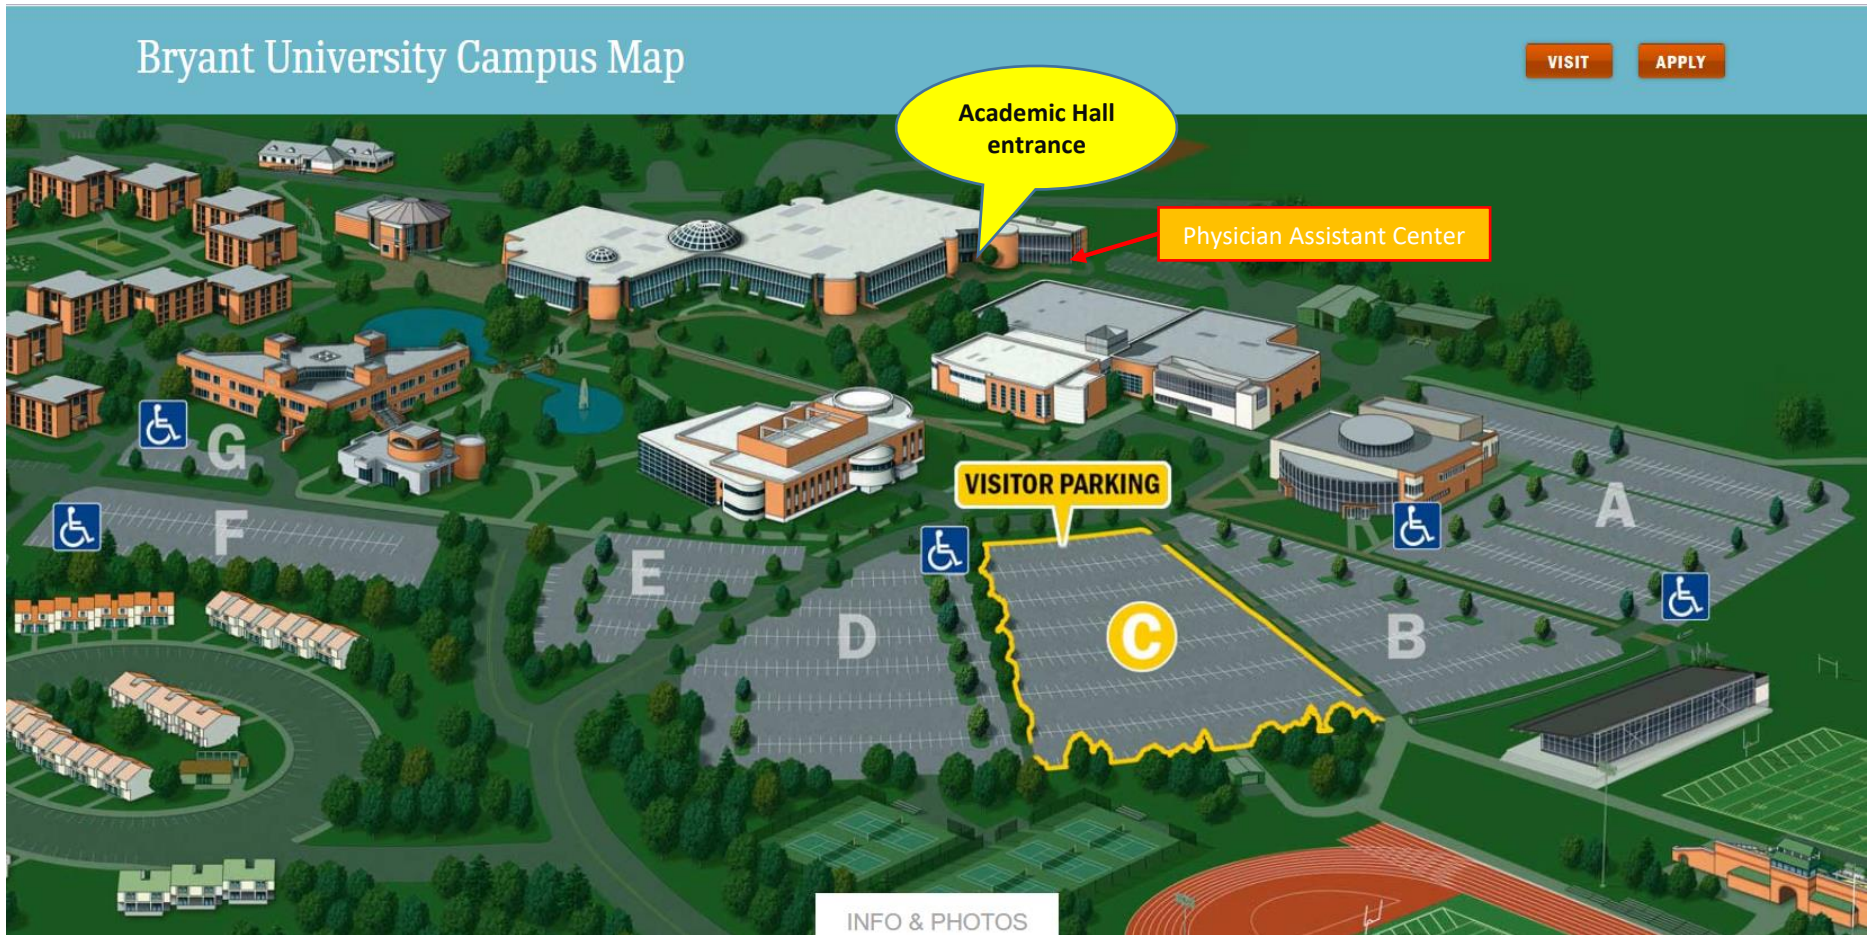 Bryant University Campus Map
VISIT
APPLY
Academic Hall
entrance
Physician Assistant Center
G
VISITOR PARKING
A
F
E
D
C
B
INFO & PHOTOS